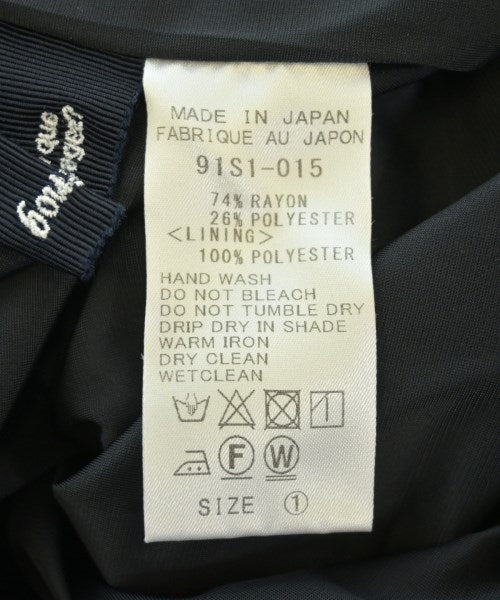 MADE IN JAPAN
FABRIQUE AU JAPON
91S1-015
74% RAYON
26% POLYESTER
<LINING>
100% POLYESTER
HAND WASH
DO NOT BLEACH
DO NOT TUMBLE DRY
DRIP DRY IN SHADE
WARM IRON
DRY CLEAN
WETCLEAN
F W
SIZE ①
¿que